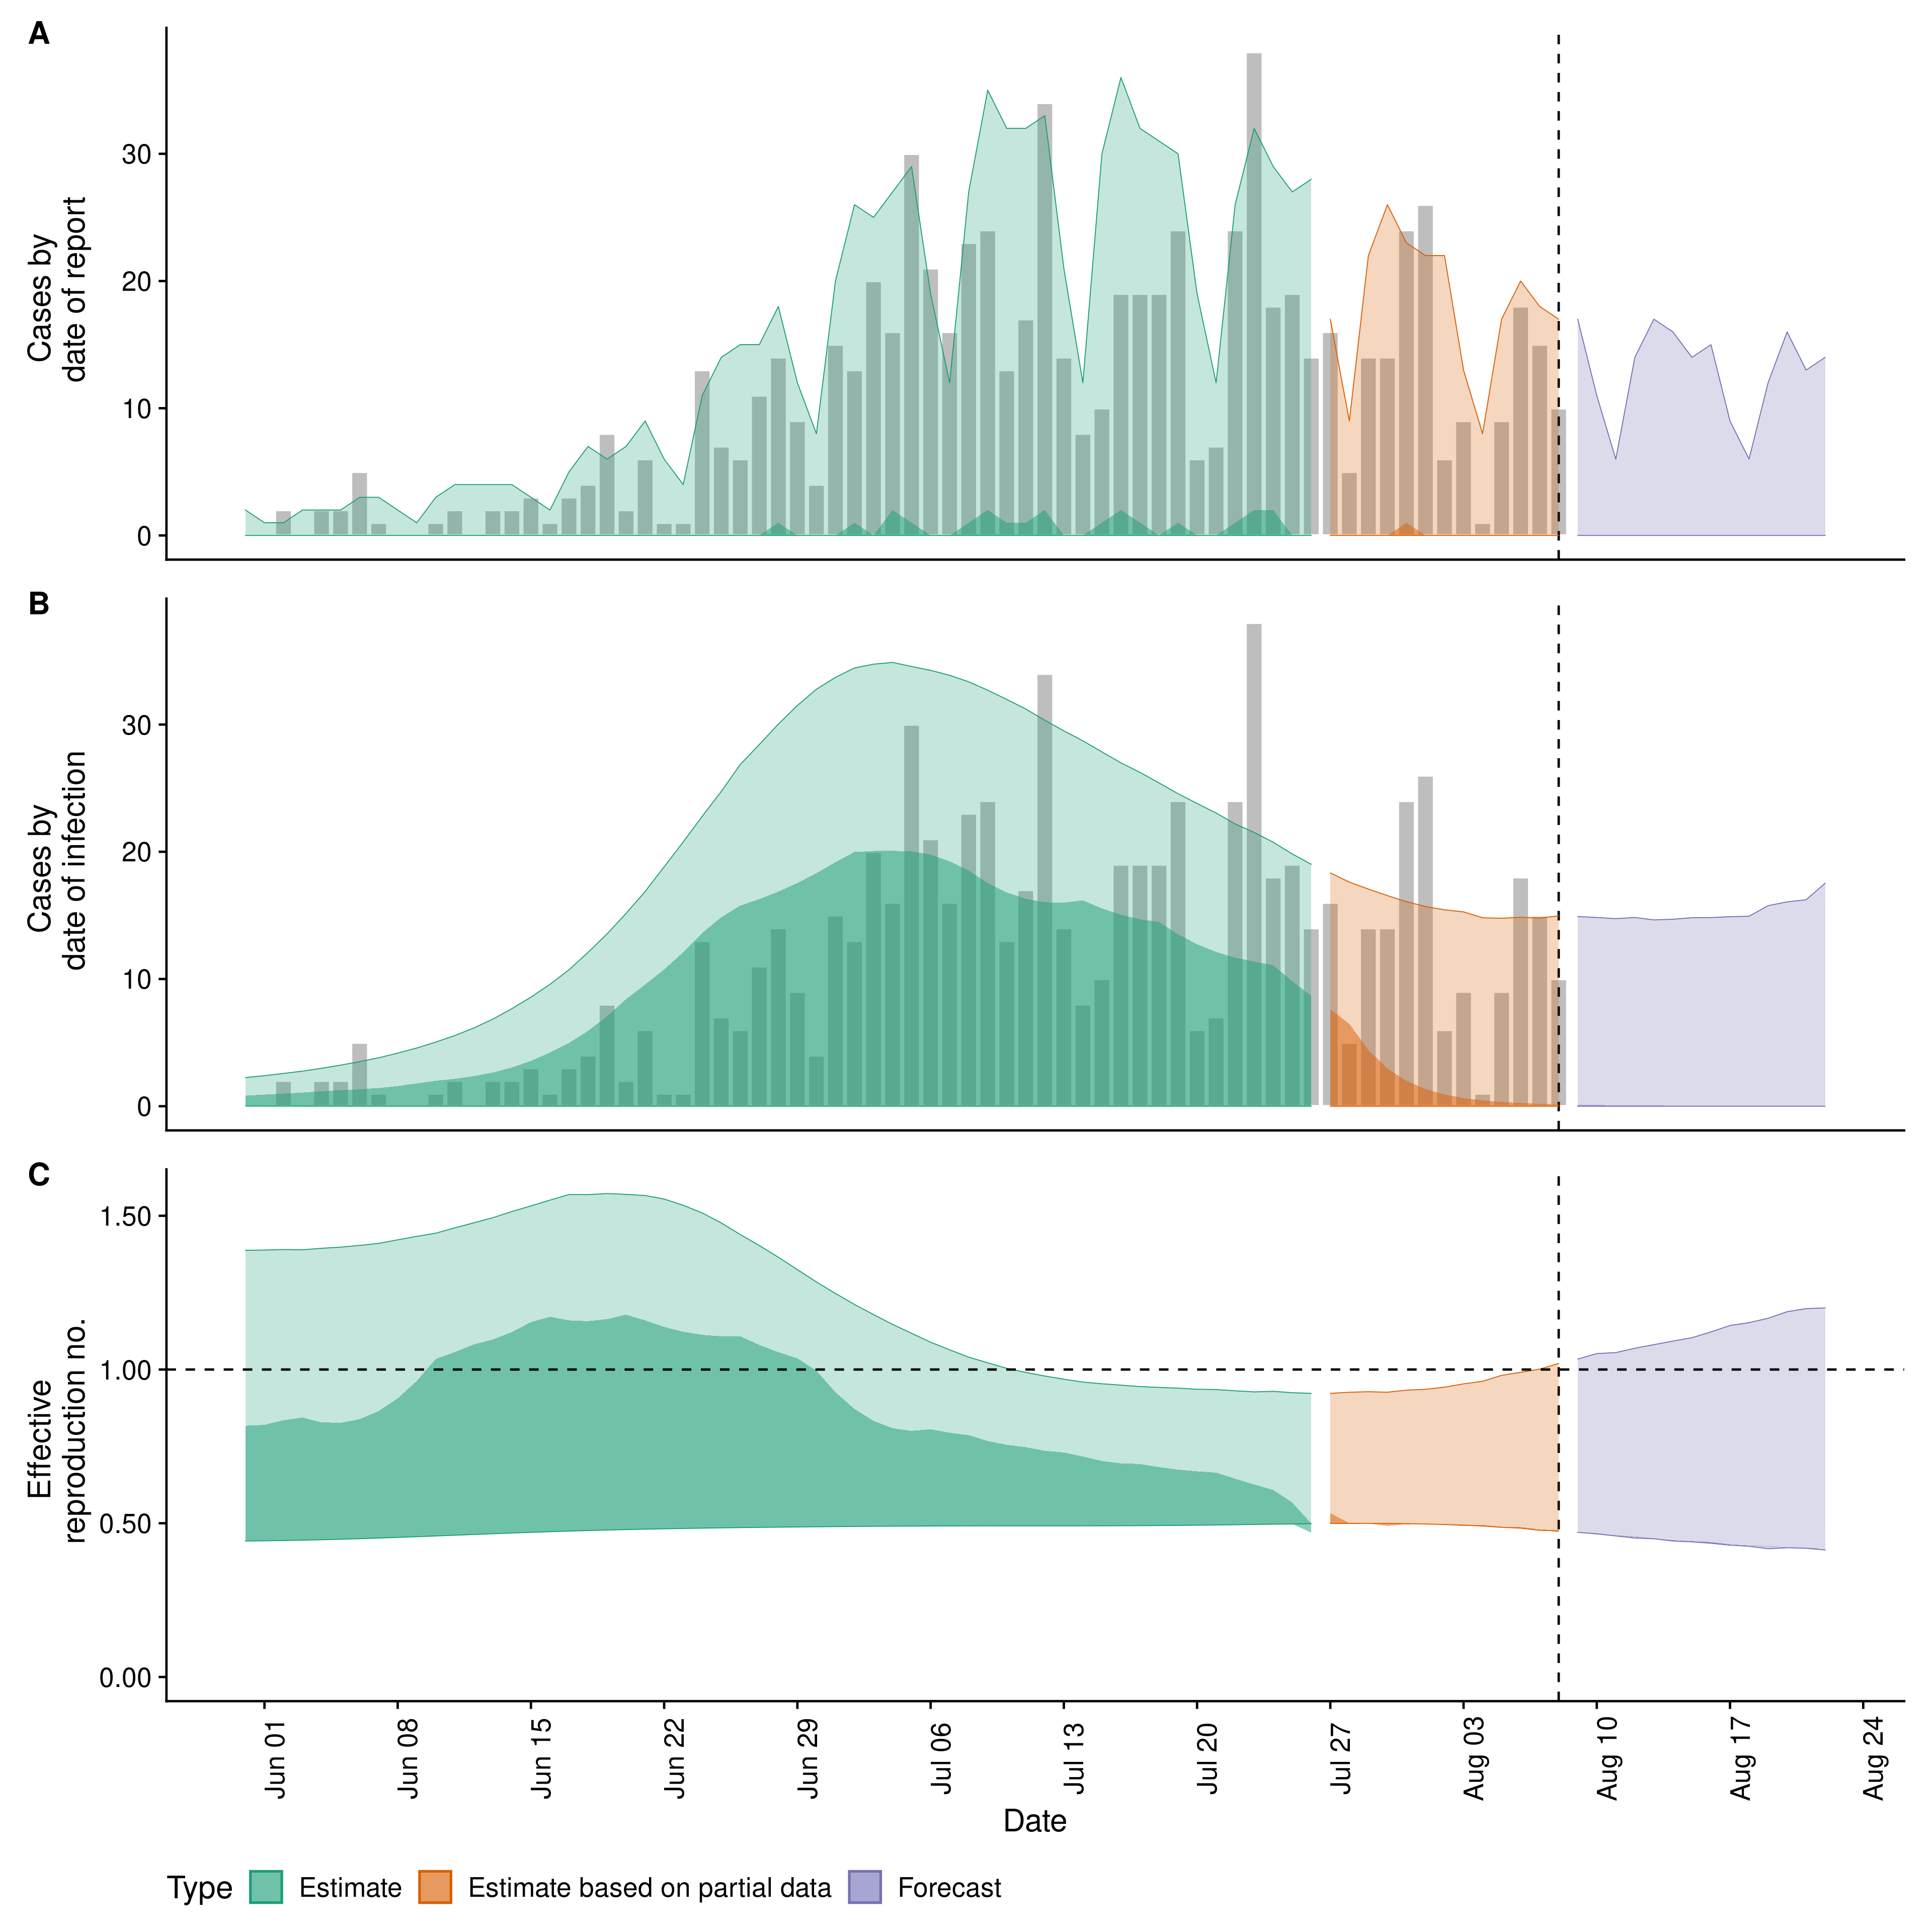 A
Cases by
date of report
30
20
10
0
B
Cases by
date of infection
30
20
10
0
C
Effective
reproduction no.
1.50
1.00
0.50
0.00
Jun 01
Jun 08
Jun 15
Jun 22
Jun 29
Jul 06
Jul 13
Jul 20
Jul 27
Aug 03
Aug 10
Aug 17
Aug 24
Date
Type Estimate Estimate based on partial data Forecast